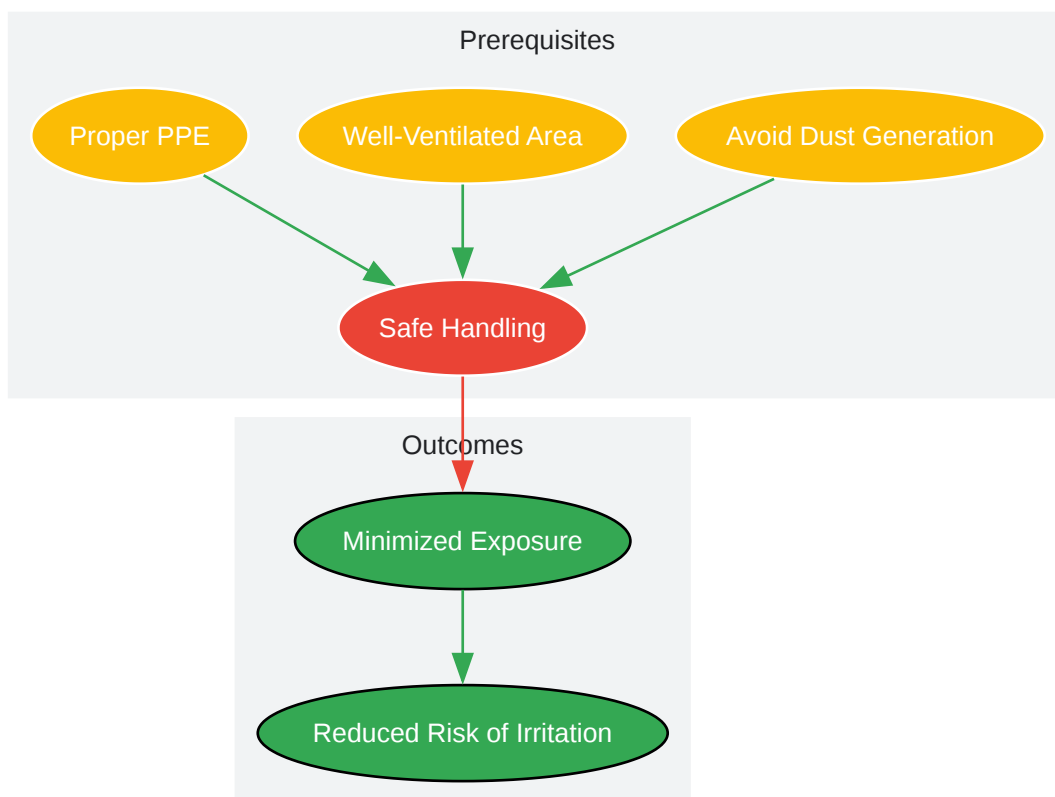 Prerequisites
Proper PPE
Well-Ventilated Area
Avoid Dust Generation
Safe Handling
Outcomes
Minimized Exposure
Reduced Risk of Irritation